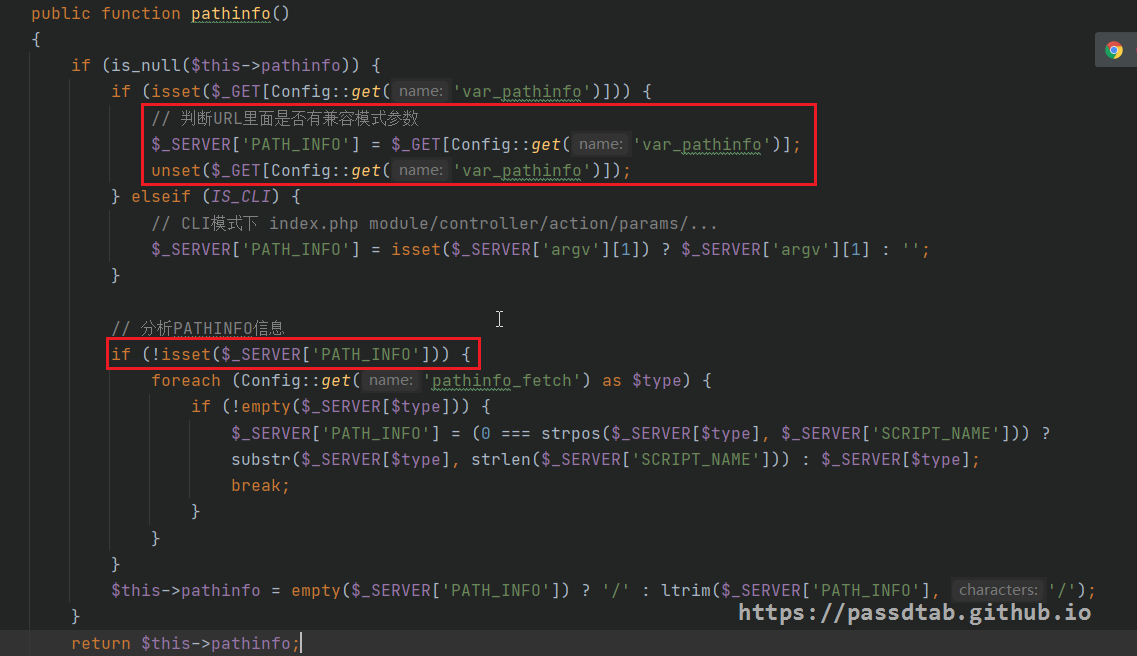 public function pathinfo()
{
if (is_null($this->pathinfo)) {
if (isset($_GET[Config::get( name: 'var_pathinfo')])) {
// 判断URL里面是否有兼容模式参数
$_SERVER['PATH_INFO'] = $_GET[Config::get( name: 'var_pathinfo')];
unset($_GET[Config::get( name: 'var_pathinfo')]);
} elseif (IS_CLI) {
// CLI模式下 index.php module/controller/action/params/...
$_SERVER['PATH_INFO'] = isset($_SERVER['argv'][1]) ? $_SERVER['argv'][1] : '';
}
// 分析PATHINFO信息
if (!isset($_SERVER['PATH_INFO'])) {
foreach (Config::get( name: 'pathinfo_fetch') as $type) {
if (!empty($_SERVER[$type])) {
$_SERVER['PATH_INFO'] = (0 === strpos($_SERVER[$type], $_SERVER['SCRIPT_NAME'])) ?
substr($_SERVER[$type], strlen($_SERVER['SCRIPT_NAME'])) : $_SERVER[$type];
break;
}
}
}
$this->pathinfo = empty($_SERVER['PATH_INFO']) ? '/' : ltrim($_SERVER['PATH_INFO'], characters: '/');
https://passdtab.github.io
}
return $this->pathinfo;